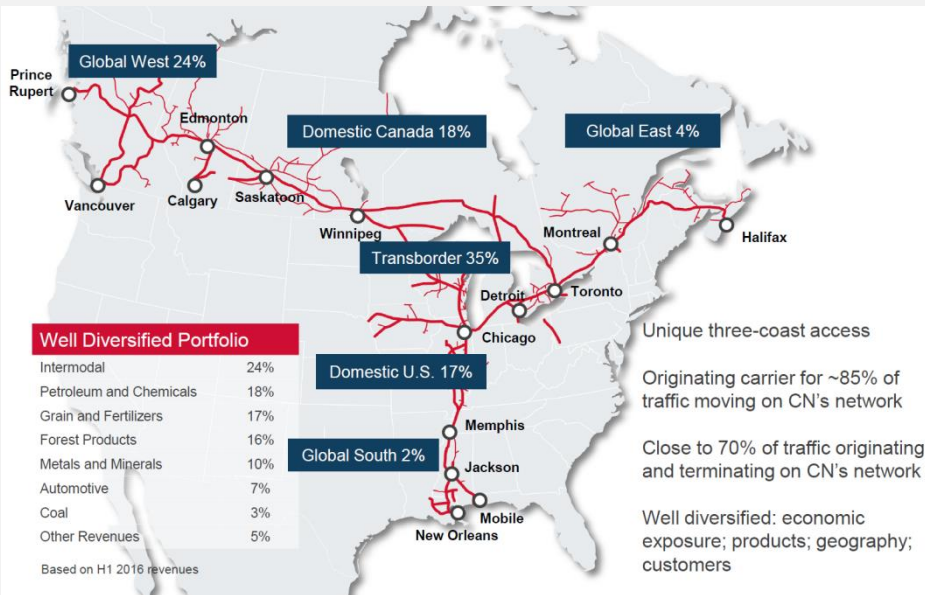 Global West 24%
Prince
Rupert
Edmonton
Domestic Canada 18%
Global East 4%
Vancouver
Calgary
Saskatoon
Winnipeg
Montreal
Halifax
Transborder 35%
Detroit
Toronto
Chicago
Well Diversified Portfolio
Intermodal 24%
Petroleum and Chemicals 18%
Grain and Fertilizers 17%
Forest Products 16%
Metals and Minerals 10%
Automotive 7%
Coal 3%
Other Revenues 5%
Based on H1 2016 revenues
Domestic U.S. 17%
Memphis
Global South 2%
Jackson
Mobile
New Orleans
Unique three-coast access
Originating carrier for ~85% of
traffic moving on CN's network
Close to 70% of traffic originating
and terminating on CN's network
Well diversified: economic
exposure; products; geography;
customers